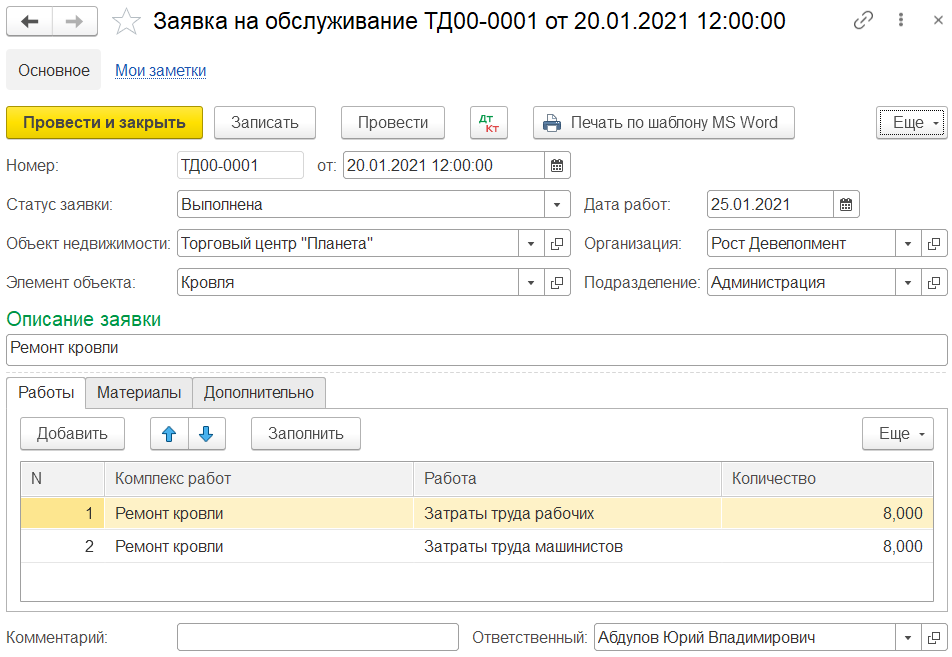 Заявка на обслуживание ТД00-0001 от 20.01.2021 12:00:00
Основное Мои заметки
Провести и закрыть Записать Провести Дт Кт Печать по шаблону MS Word Еще
Номер: ТД00-0001 от: 20.01.2021 12:00:00
Статус заявки: Выполнена Дата работ: 25.01.2021
Объект недвижимости: Торговый центр "Планета" Организация: Рост Девелопмент
Элемент объекта: Кровля Подразделение: Администрация
Описание заявки
Ремонт кровли
Работы Материалы Дополнительно
Добавить Заполнить Еще
N Комплекс работ Работа Количество
1 Ремонт кровли Затраты труда рабочих 8,000
2 Ремонт кровли Затраты труда машинистов 8,000
Комментарий: Ответственный: Абдулов Юрий Владимирович